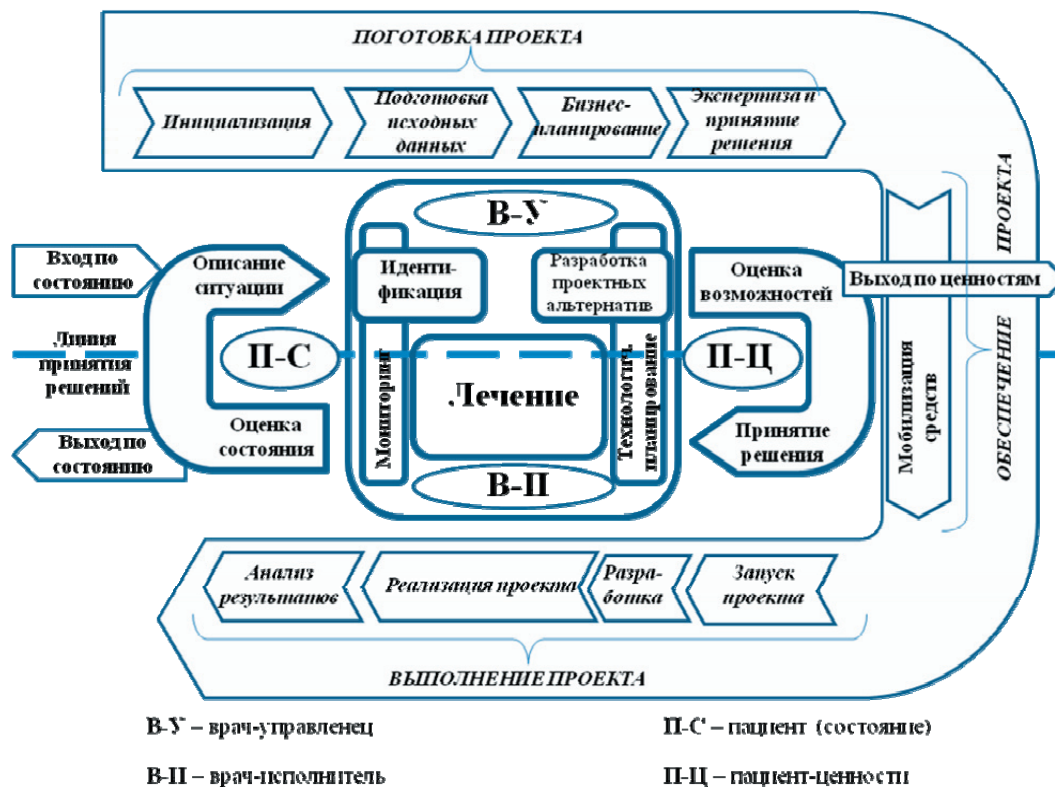 ПОГОТОВКА ПРОЕКТА
Инициализация
Подготовка
исходных
данных
Бизнес-
планирование
Экспертиза и
принятие
решения
ОБЕСПЕЧЕНИЕ ПРОЕКТА
Мобилизация
средств
Вход по
состоянию
Линия
принятия
решений
Выход по
состоянию
Описание
ситуации
П-С
Оценка
состояния
В-У
Иденти-
фикация
Разработка
проектных
альтернатив
Мониторинг
Лечение
Технологич.
планирование
В-П
Оценка
возможностей
П-Ц
Принятие
решения
Выход по ценностям
Анализ
результатов
Реализация проекта
Разра-
ботка
Запуск
проекта
ВЫПОЛНЕНИЕ ПРОЕКТА
В-У – врач-управленец
П-С – пациент (состояние)
В-П – врач-исполнитель
П-Ц – пациент-ценности